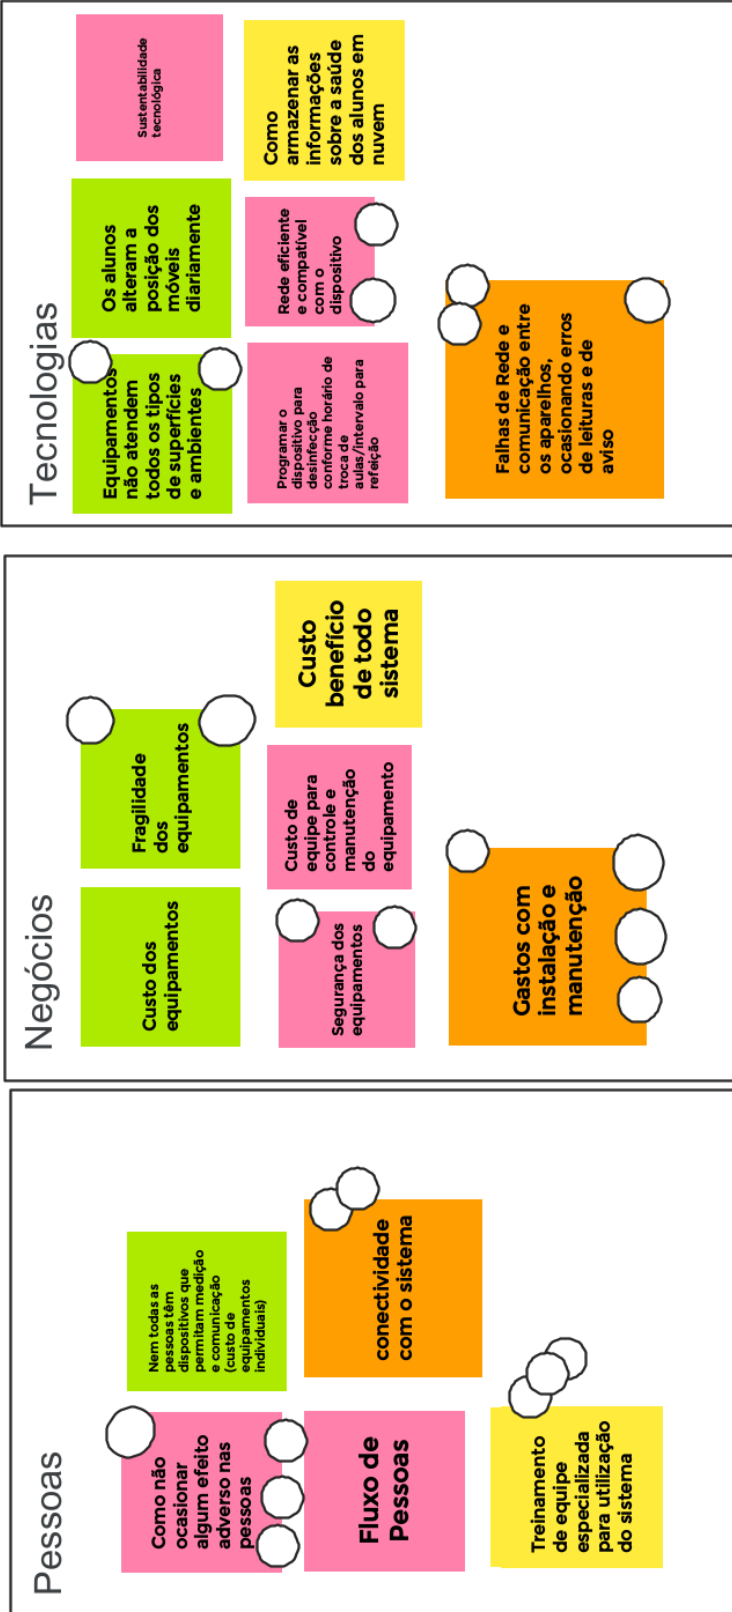 Pessoas
Como não
ocasionar
algum efeito
adverso nas
pessoas
Nem todas as
pessoas têm
dispositivos que
permitam medição
e comunicação
(custo de
equipamentos
individuais)
Fluxo de
Pessoas
conectividade
com o sistema
Treinamento
de equipe
especializada
para utilização
do sistema
Negócios
Custo dos
equipamentos
Fragilidade
dos
equipamentos
Segurança dos
equipamentos
Custo de
equipe para
controle e
manutenção
do
equipamento
Custo
benefício
de todo
sistema
Gastos com
instalação e
manutenção
Tecnologias
Equipamentos
não atendem
todos os tipos
de superfícies
e ambientes
Os alunos
alteram a
posição dos
móveis
diariamente
Sustentabilidade
tecnológica
Programar o
dispositivo para
desinfecção
conforme horário de
troca de
aulas/intervalo para
refeição
Rede eficiente
e compatível
com o
dispositivo
Como
armazenar as
informações
sobre a saúde
dos alunos em
nuvem
Falhas de Rede e
comunicação entre
os aparelhos,
ocasionando erros
de leituras e de
aviso